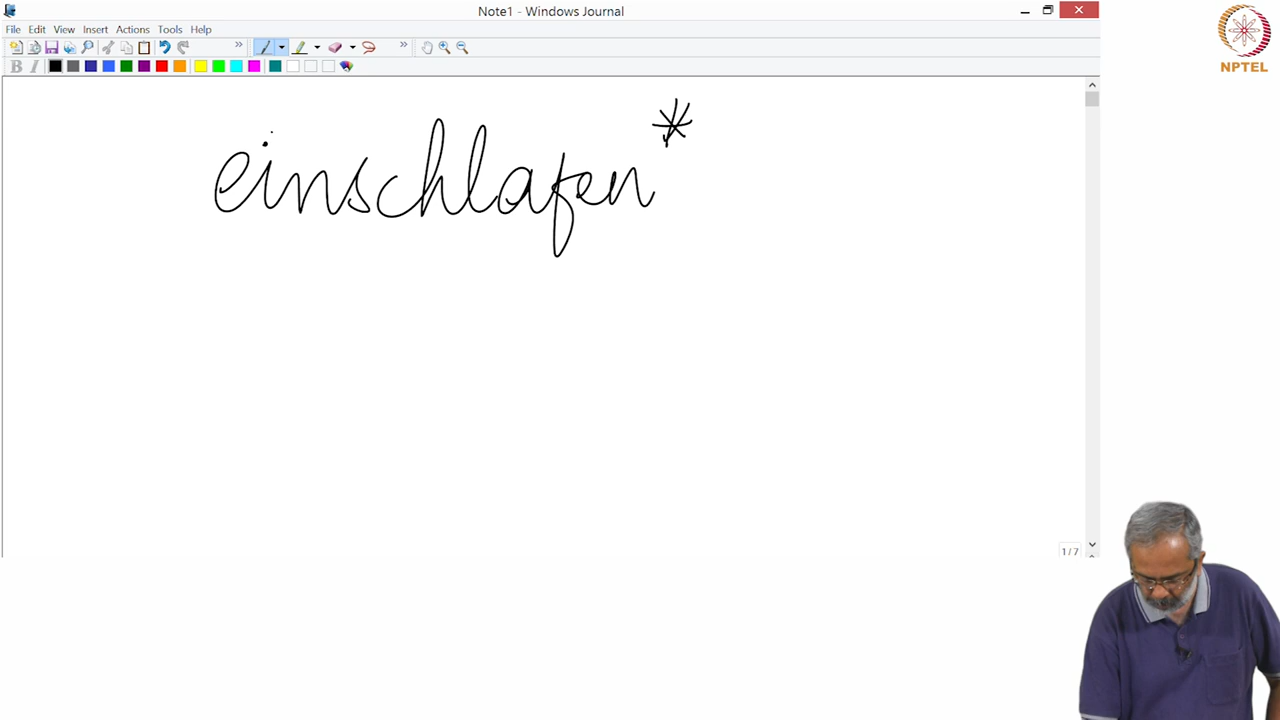 Note1 - Windows Journal
File Edit View Insert Actions Tools Help
B I
einschlafen*
1 / 7
NPTEL